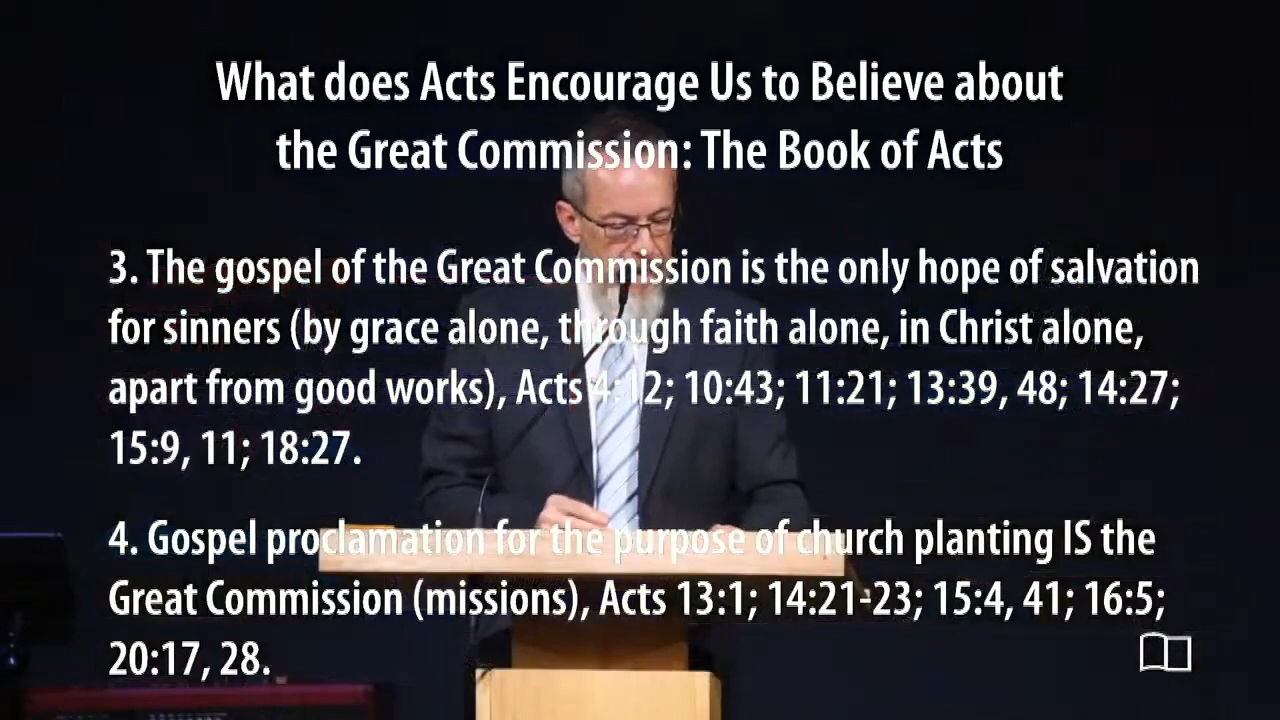 What does Acts Encourage Us to Believe about
the Great Commission: The Book of Acts
3. The gospel of the Great Commission is the only hope of salvation
for sinners (by grace alone, through faith alone, in Christ alone,
apart from good works), Acts 4:12; 10:43; 11:21; 13:39, 48; 14:27;
15:9, 11; 18:27.
4. Gospel proclamation for the purpose of church planting IS the
Great Commission (missions), Acts 13:1; 14:21-23; 15:4, 41; 16:5;
20:17, 28.